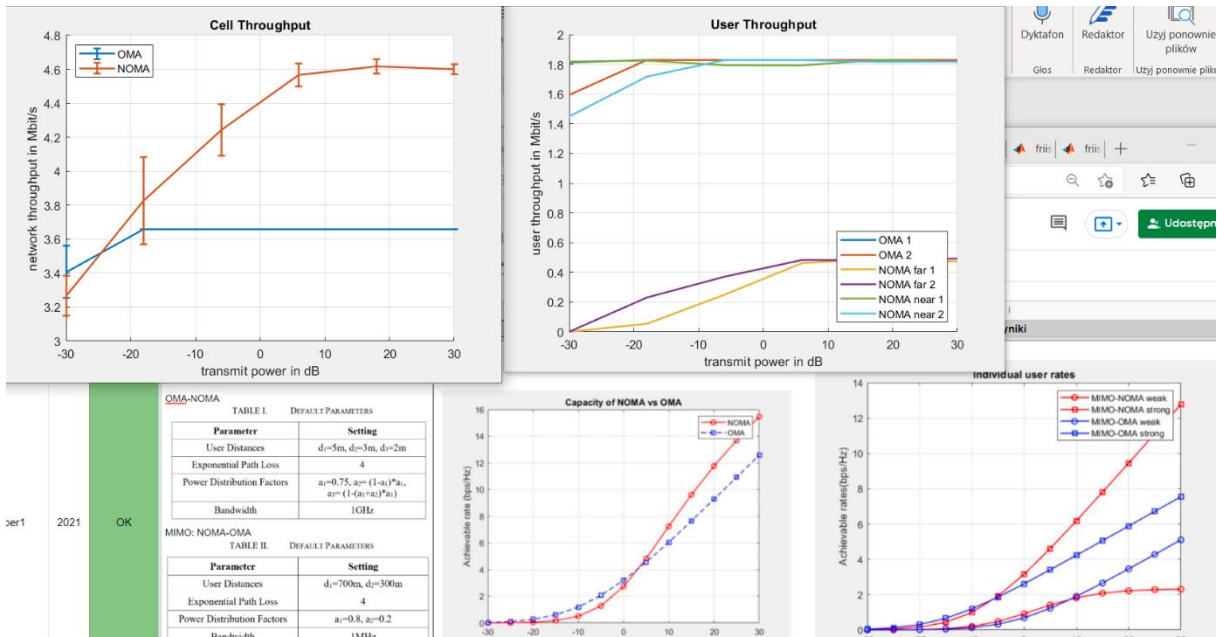 Cell Throughput
4.8
4.6
4.4
4.2
4
3.8
3.6
3.4
3.2
3
network throughput in Mbit/s
OMA
NOMA
-30 -20 -10 0 10 20 30
transmit power in dB
User Throughput
2
1.8
1.6
1.4
1.2
1
0.8
0.6
0.4
0.2
0
user throughput in Mbit/s
OMA 1
OMA 2
NOMA far 1
NOMA far 2
NOMA near 1
NOMA near 2
-30 -20 -10 0 10 20 30
transmit power in dB
Dyktafon
Redaktor
Użyj ponownie
plików
Głos
Redaktor
Użyj ponownie plikó
friis
friis
Udostępn
yniki
per1
2021
OK
OMA-NOMA
TABLE I. DEFAULT PARAMETERS
Parameter Setting
User Distances d₁=5m, d₂=3m, d₃=2m
Exponential Path Loss 4
Power Distribution Factors a₁=0.75, a₂= (1-a₁)*a₁,
a₃= (1-(a₁+a₂)*a₁)
Bandwidth 1GHz
MIMO: NOMA-OMA
TABLE II. DEFAULT PARAMETERS
Parameter Setting
User Distances d₁=700m, d₂=300m
Exponential Path Loss 4
Power Distribution Factors a₁=0.8, a₂=0.2
Bandwidth 1MHz
Capacity of NOMA vs OMA
16
14
12
10
8
6
4
2
0
Achievable rate (bps/Hz)
NOMA
OMA
-30 -20 -10 0 10 20 30
Individual user rates
14
12
10
8
6
4
2
0
Achievable rates(bps/Hz)
MIMO-NOMA weak
MIMO-NOMA strong
MIMO-OMA weak
MIMO-OMA strong